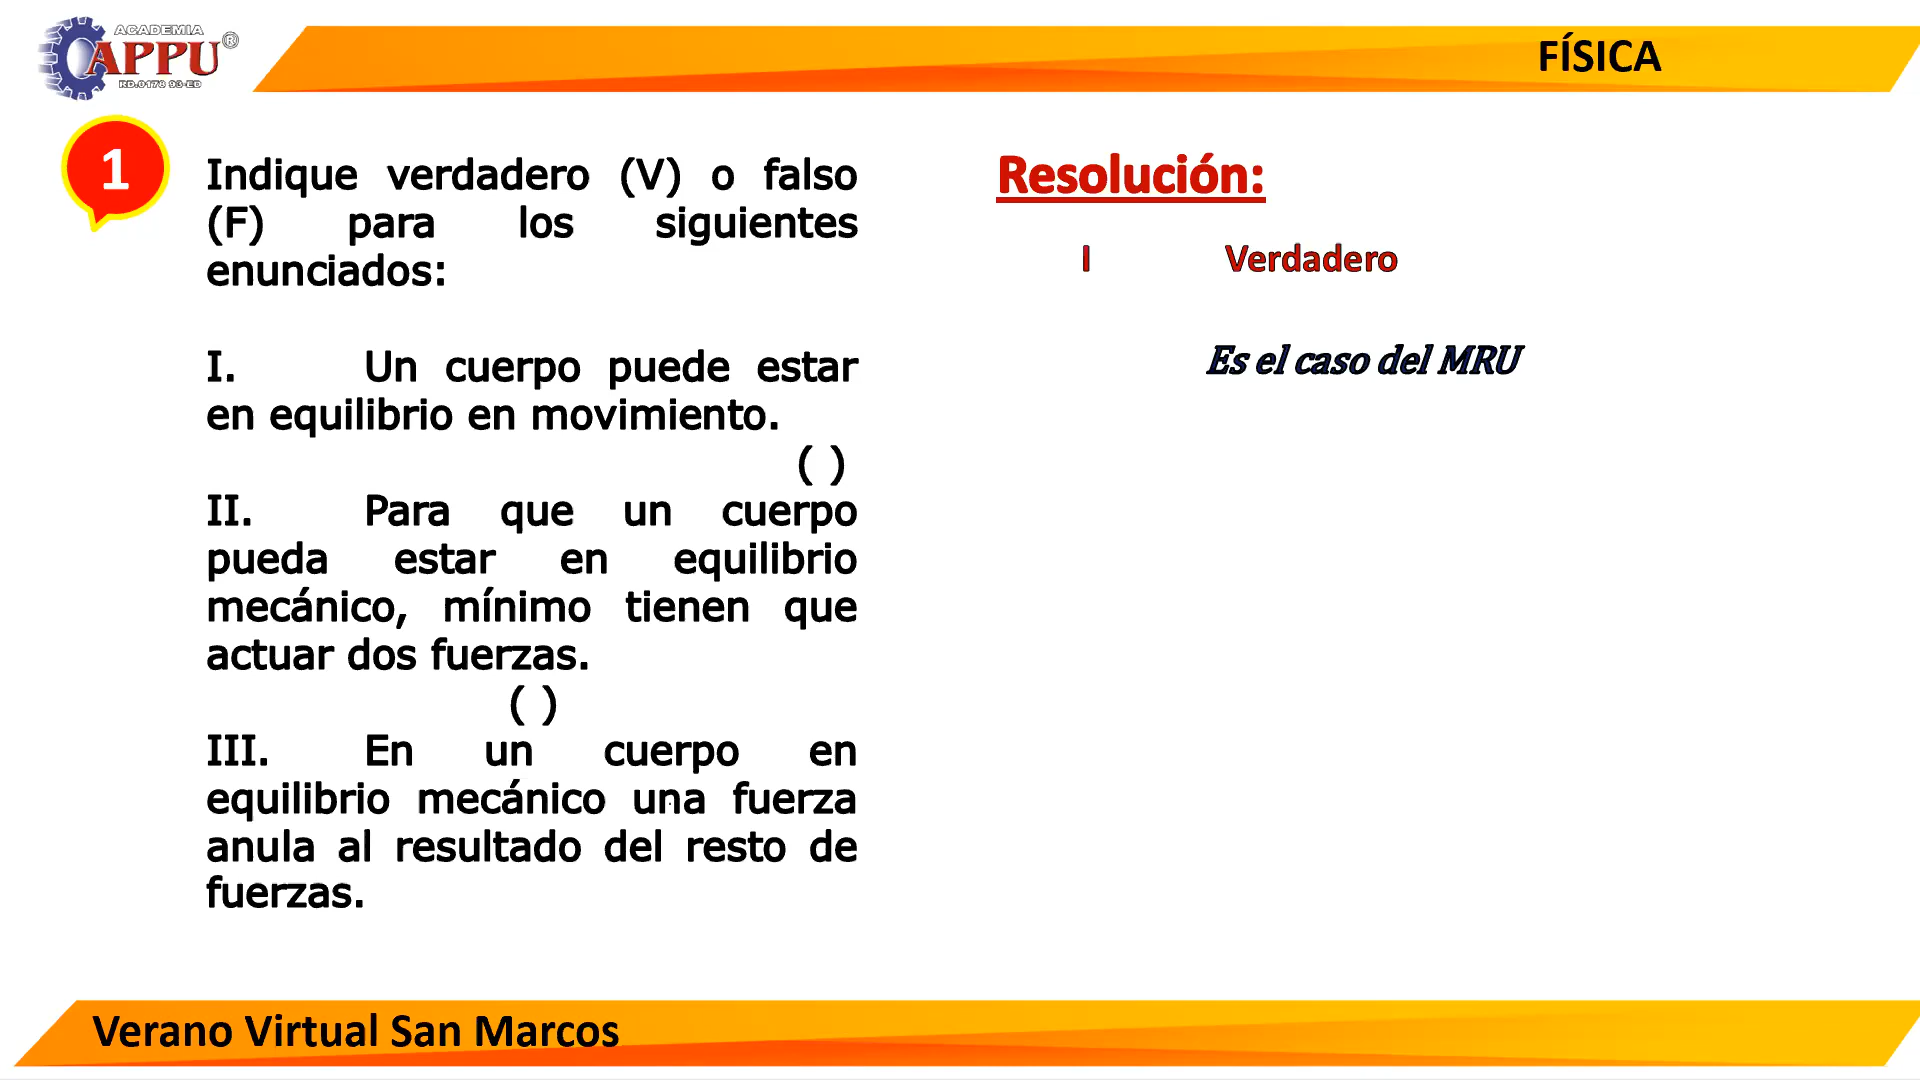 ACADEMIA
APPU®
RD.0178 93-ED
FÍSICA
1
Indique verdadero (V) o falso
(F) para los siguientes
enunciados:
I. Un cuerpo puede estar
en equilibrio en movimiento.
( )
II. Para que un cuerpo
pueda estar en equilibrio
mecánico, mínimo tienen que
actuar dos fuerzas.
( )
III. En un cuerpo en
equilibrio mecánico una fuerza
anula al resultado del resto de
fuerzas.
Resolución:
I Verdadero
Es el caso del MRU
Verano Virtual San Marcos